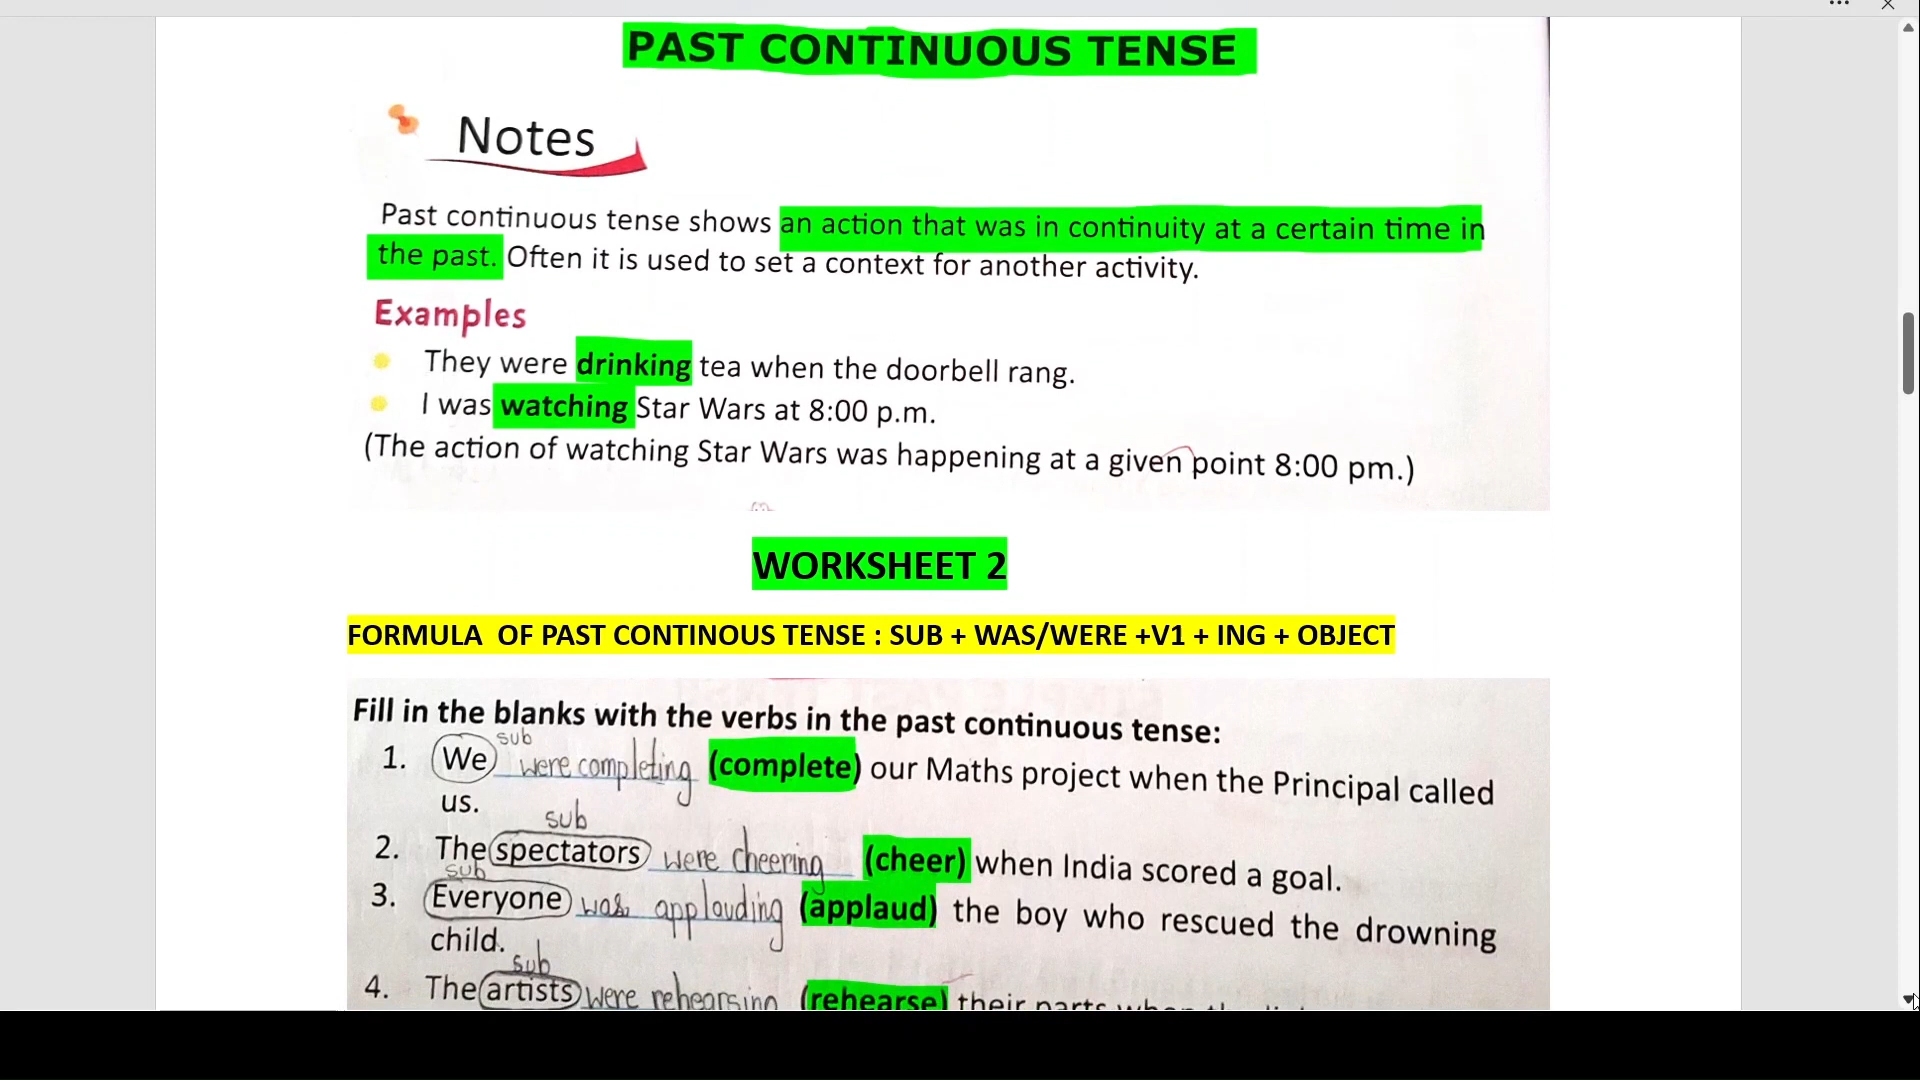 PAST CONTINUOUS TENSE
Notes
Past continuous tense shows an action that was in continuity at a certain time in
the past. Often it is used to set a context for another activity.
Examples
They were drinking tea when the doorbell rang.
I was watching Star Wars at 8:00 p.m.
(The action of watching Star Wars was happening at a given point 8:00 pm.)
WORKSHEET 2
FORMULA OF PAST CONTINOUS TENSE : SUB + WAS/WERE +V1 + ING + OBJECT
Fill in the blanks with the verbs in the past continuous tense:
sub
1. We were completing (complete) our Maths project when the Principal called
us.
sub
2. The spectators were cheering (cheer) when India scored a goal.
sub
3. Everyone was applauding (applaud) the boy who rescued the drowning
child.
sub
4. The artists were rehearsing (rehearse) their parts when the